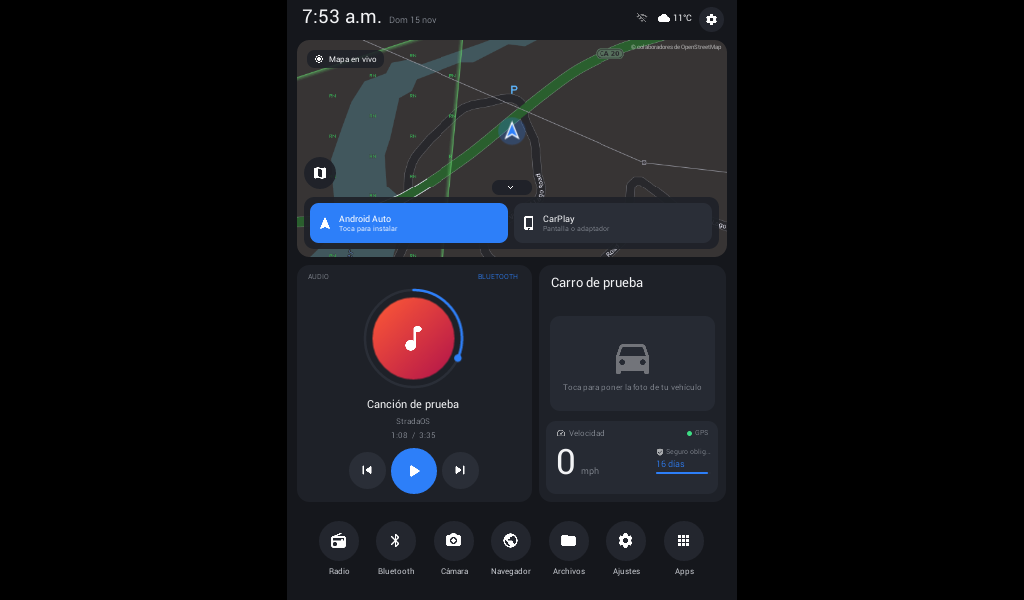 7:53 a.m. Dom 15 nov
11°C
Mapa en vivo
© colaboradores de OpenStreetMap
CA 20
P
Android Auto
Toca para instalar
CarPlay
Pantalla o adaptador
AUDIO
BLUETOOTH
Canción de prueba
StradaOS
1:08 / 3:35
Carro de prueba
Toca para poner la foto de tu vehículo
Velocidad
GPS
0 mph
Seguro oblig...
16 días
Radio
Bluetooth
Cámara
Navegador
Archivos
Ajustes
Apps